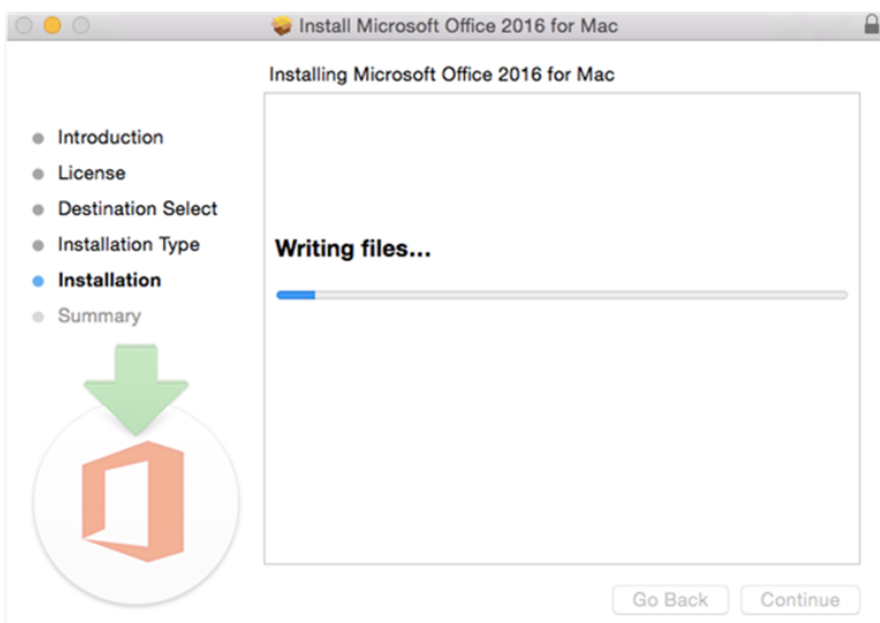 Install Microsoft Office 2016 for Mac
Installing Microsoft Office 2016 for Mac
Introduction
License
Destination Select
Installation Type
Installation
Summary
Writing files...
Go Back
Continue